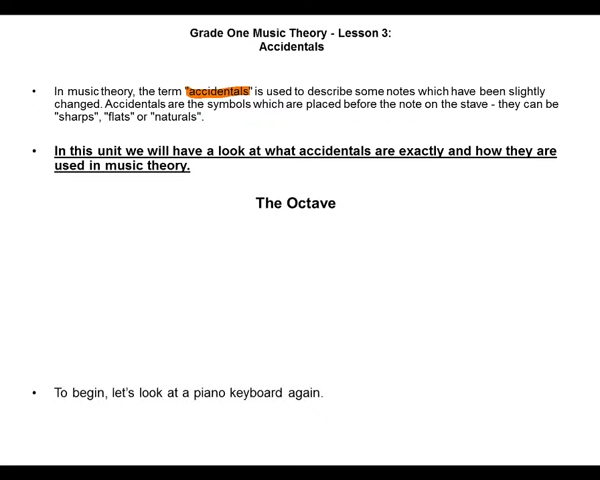 Grade One Music Theory - Lesson 3:
Accidentals
• In music theory, the term "accidentals" is used to describe some notes which have been slightly
changed. Accidentals are the symbols which are placed before the note on the stave - they can be
"sharps", "flats" or "naturals".
• In this unit we will have a look at what accidentals are exactly and how they are
used in music theory.
The Octave
• To begin, let’s look at a piano keyboard again.